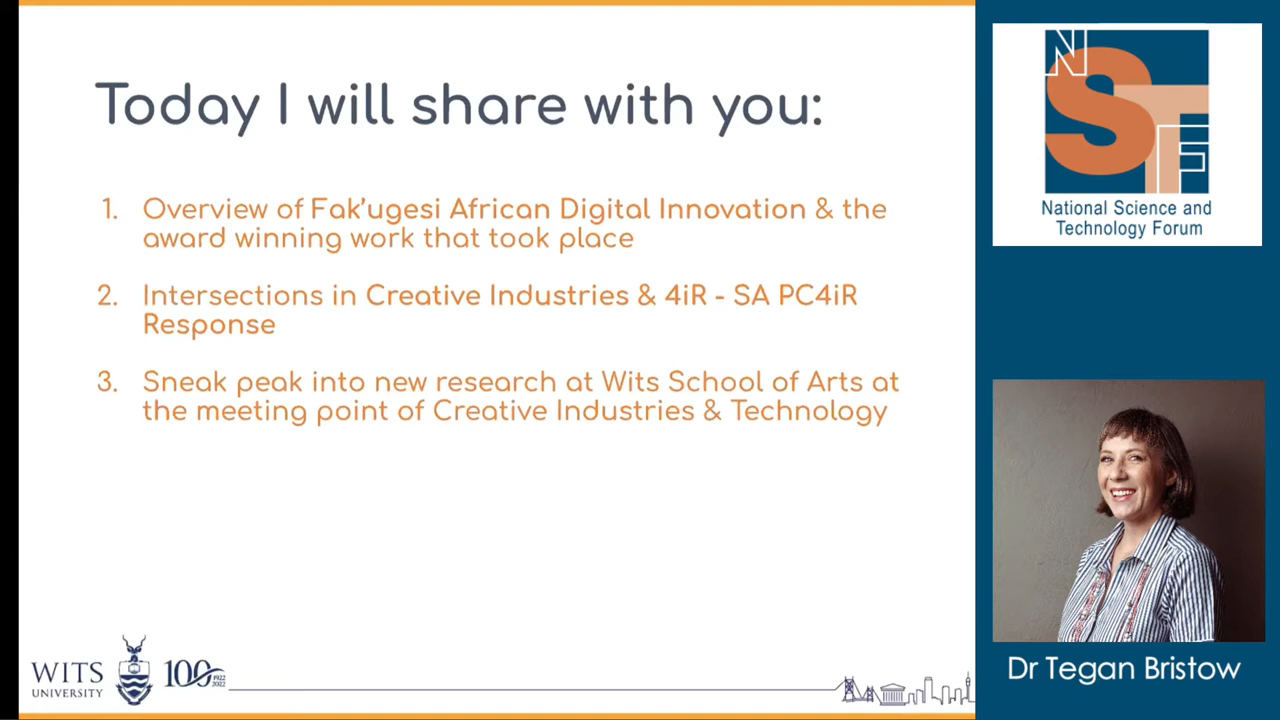 Today I will share with you:
1. Overview of Fak’ugesi African Digital Innovation & the
award winning work that took place
2. Intersections in Creative Industries & 4iR - SA PC4iR
Response
3. Sneak peak into new research at Wits School of Arts at
the meeting point of Creative Industries & Technology
WITS
UNIVERSITY
100
1922
2022
NSTF
National Science and
Technology Forum
Dr Tegan Bristow